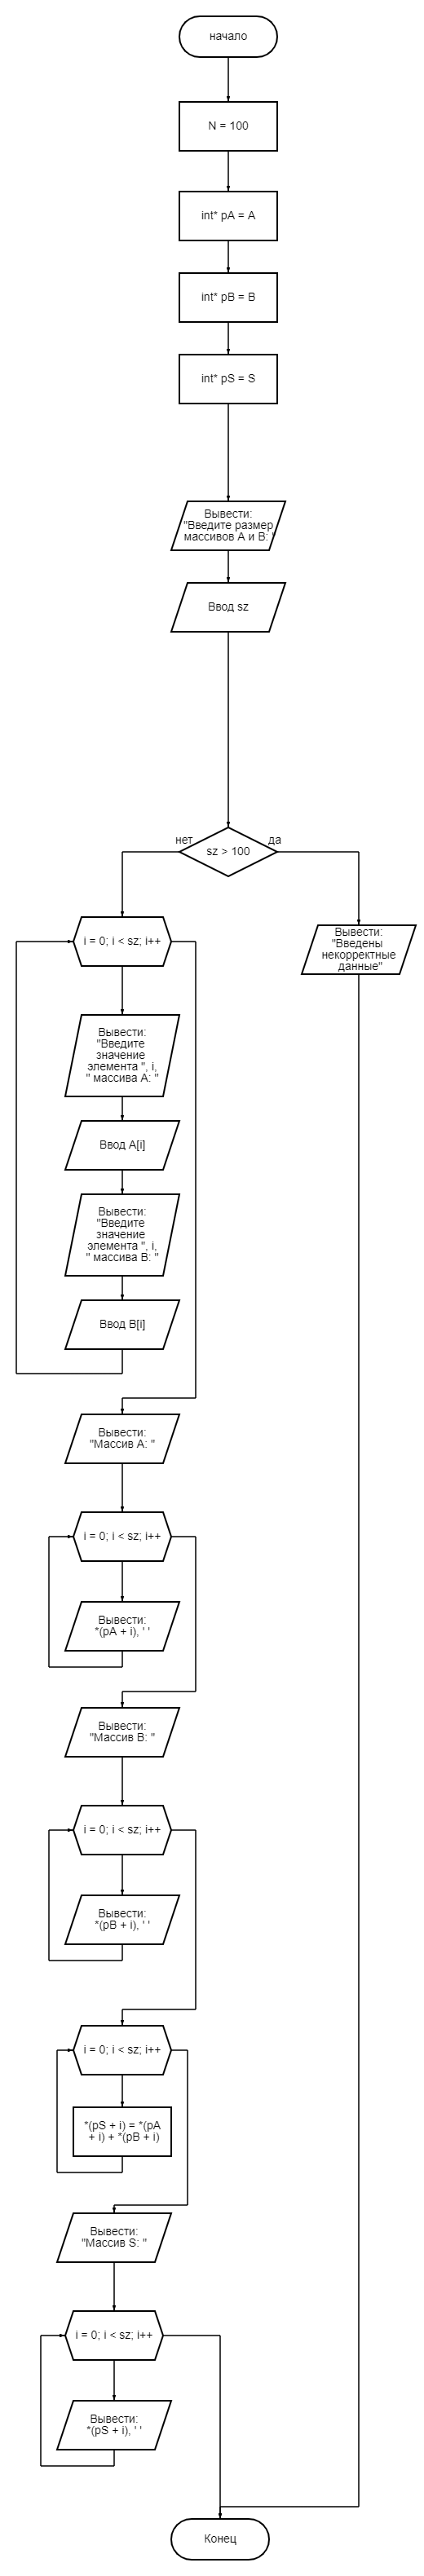 начало
N = 100
int* pA = A
int* pB = B
int* pS = S
Вывести:
"Введите размер
массивов A и B: "
Ввод sz
нет
да
sz > 100
i = 0; i < sz; i++
Вывести:
"Введены
некорректные
данные"
Вывести:
"Введите
значение
элемента ", i,
" массива A: "
Ввод A[i]
Вывести:
"Введите
значение
элемента ", i,
" массива B: "
Ввод B[i]
Вывести:
"Массив A: "
i = 0; i < sz; i++
Вывести:
*(pA + i), ' '
Вывести:
"Массив B: "
i = 0; i < sz; i++
Вывести:
*(pB + i), ' '
i = 0; i < sz; i++
*(pS + i) = *(pA
+ i) + *(pB + i)
Вывести:
"Массив S: "
i = 0; i < sz; i++
Вывести:
*(pS + i), ' '
Конец